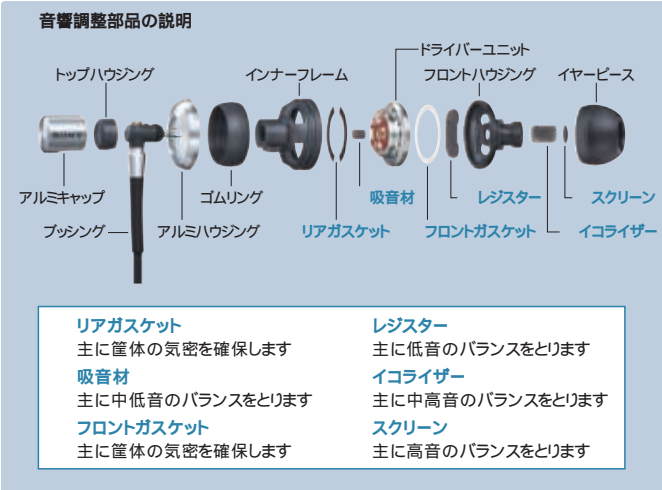 音響調整部品の説明
ドライバーユニット
トップハウジング
インナーフレーム
フロントハウジング
イヤーピース
アルミキャップ
ゴムリング
吸音材
レジスター
スクリーン
ブッシング
アルミハウジング
リアガスケット
フロントガスケット
イコライザー
リアガスケット
主に筐体の気密を確保します
吸音材
主に中低音のバランスをとります
フロントガスケット
主に筐体の気密を確保します
レジスター
主に低音のバランスをとります
イコライザー
主に中高音のバランスをとります
スクリーン
主に高音のバランスをとります